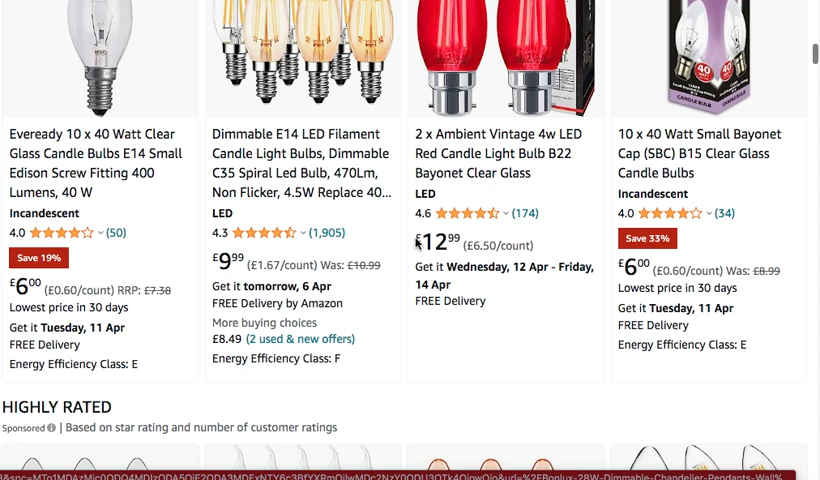 Eveready 10 x 40 Watt Clear
Glass Candle Bulbs E14 Small
Edison Screw Fitting 400
Lumens, 40 W
Incandescent
4.0 (50)
Save 19%
£6.00 (£0.60/count) RRP: £7.38
Lowest price in 30 days
Get it Tuesday, 11 Apr
FREE Delivery
Energy Efficiency Class: E
Dimmable E14 LED Filament
Candle Light Bulbs, Dimmable
C35 Spiral Led Bulb, 470Lm,
Non Flicker, 4.5W Replace 40...
LED
4.3 (1,905)
£9.99 (£1.67/count) Was: £10.99
Get it tomorrow, 6 Apr
FREE Delivery by Amazon
More buying choices
£8.49 (2 used & new offers)
Energy Efficiency Class: F
2 x Ambient Vintage 4w LED
Red Candle Light Bulb B22
Bayonet Clear Glass
LED
4.6 (174)
£12.99 (£6.50/count)
Get it Wednesday, 12 Apr - Friday,
14 Apr
FREE Delivery
40
40
CANDLE BULB
10 x 40 Watt Small Bayonet
Cap (SBC) B15 Clear Glass
Candle Bulbs
Incandescent
4.0 (34)
Save 33%
£6.00 (£0.60/count) Was: £8.99
Lowest price in 30 days
Get it Tuesday, 11 Apr
FREE Delivery
Energy Efficiency Class: E
HIGHLY RATED
Sponsored | Based on star rating and number of customer ratings